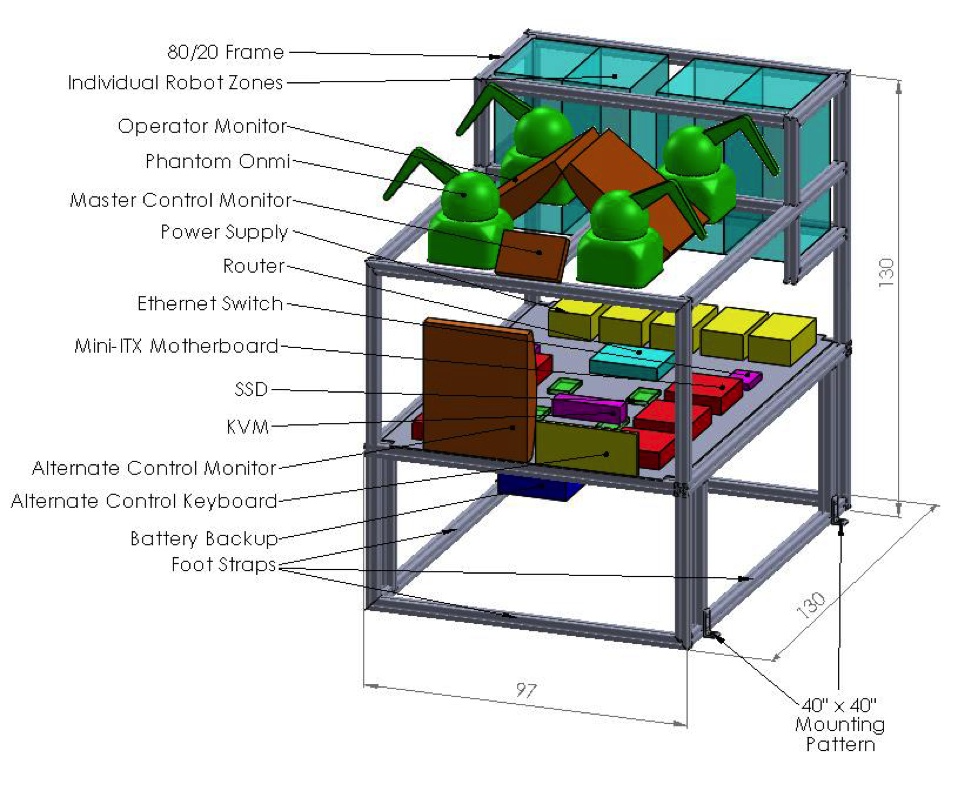 80/20 Frame
Individual Robot Zones
Operator Monitor
Phantom Onmi
Master Control Monitor
Power Supply
Router
Ethernet Switch
Mini-ITX Motherboard
SSD
KVM
Alternate Control Monitor
Alternate Control Keyboard
Battery Backup
Foot Straps
130
130
97
40" x 40"
Mounting
Pattern